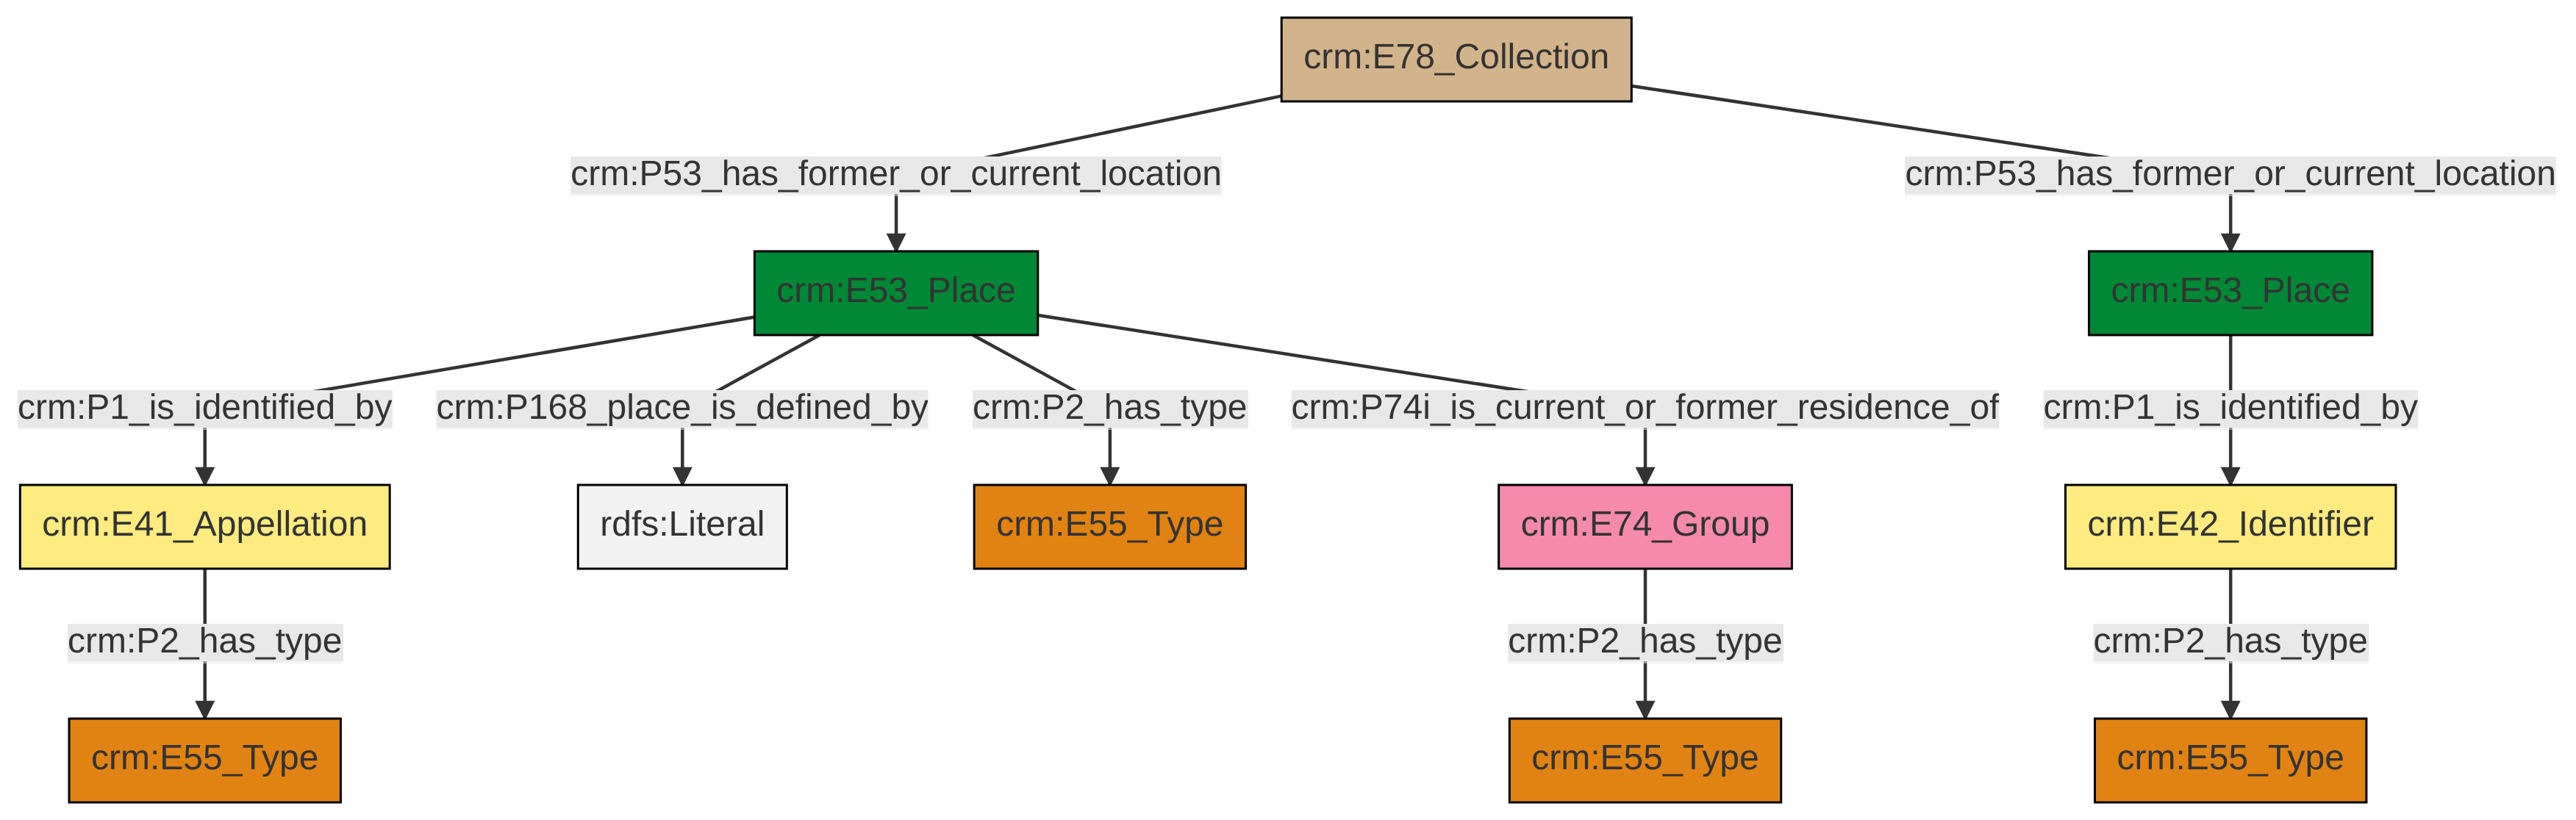 crm:E78_Collection
crm:P53_has_former_or_current_location
crm:P53_has_former_or_current_location
crm:E53_Place
crm:E53_Place
crm:P1_is_identified_by
crm:P168_place_is_defined_by
crm:P2_has_type
crm:P74i_is_current_or_former_residence_of
crm:P1_is_identified_by
crm:E41_Appellation
rdfs:Literal
crm:E55_Type
crm:E74_Group
crm:E42_Identifier
crm:P2_has_type
crm:P2_has_type
crm:P2_has_type
crm:E55_Type
crm:E55_Type
crm:E55_Type